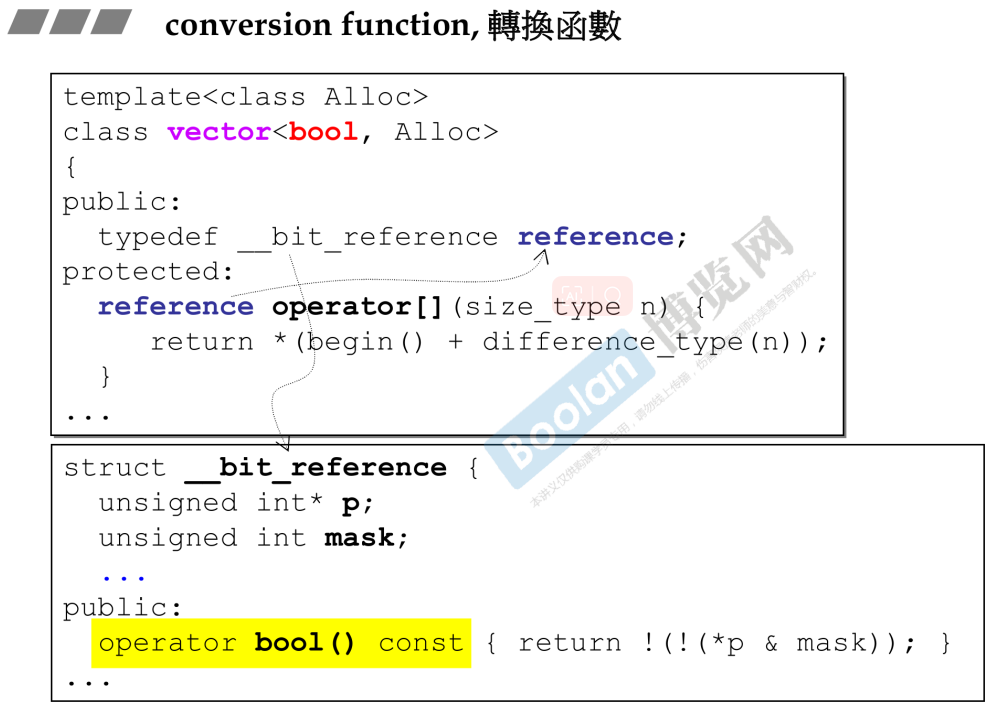 conversion function, 轉換函數
template<class Alloc>
class vector<bool, Alloc>
{
public:
typedef __bit_reference reference;
protected:
reference operator[](size_type n) {
return *(begin() + difference_type(n));
}
...
struct __bit_reference {
unsigned int* p;
unsigned int mask;
...
public:
operator bool() const { return !(!(*p & mask)); }
...
Boolan 博览网